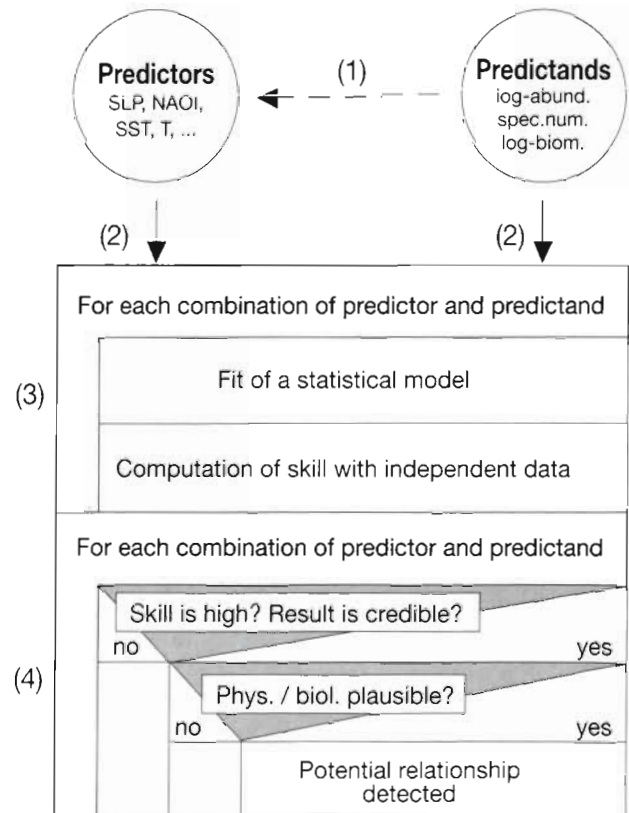 Predictors
SLP, NAOI,
SST, T, ...
(1)
Predictands
iog-abund.
spec.num.
log-biom.
(2)
(2)
For each combination of predictor and predictand
(3)
Fit of a statistical model
Computation of skill with independent data
For each combination of predictor and predictand
(4)
Skill is high? Result is credible?
no
yes
Phys. / biol. plausible?
no
yes
Potential relationship
detected